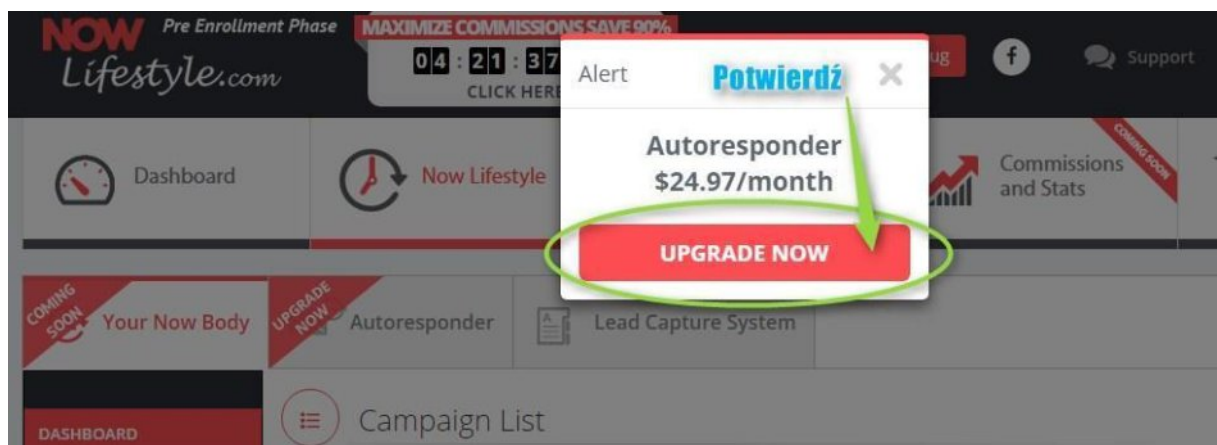 NOW Pre Enrollment Phase
Lifestyle.com
MAXIMIZE COMMISSIONS SAVE 90%
04 : 21 : 37
CLICK HERE
Alert
Potwierdź
Autoresponder
$24.97/month
UPGRADE NOW
Support
Dashboard
Now Lifestyle
Commissions
and Stats
COMING SOON
COMING
SOON
Your Now Body
UPGRADE
NOW
Autoresponder
Lead Capture System
DASHBOARD
Campaign List